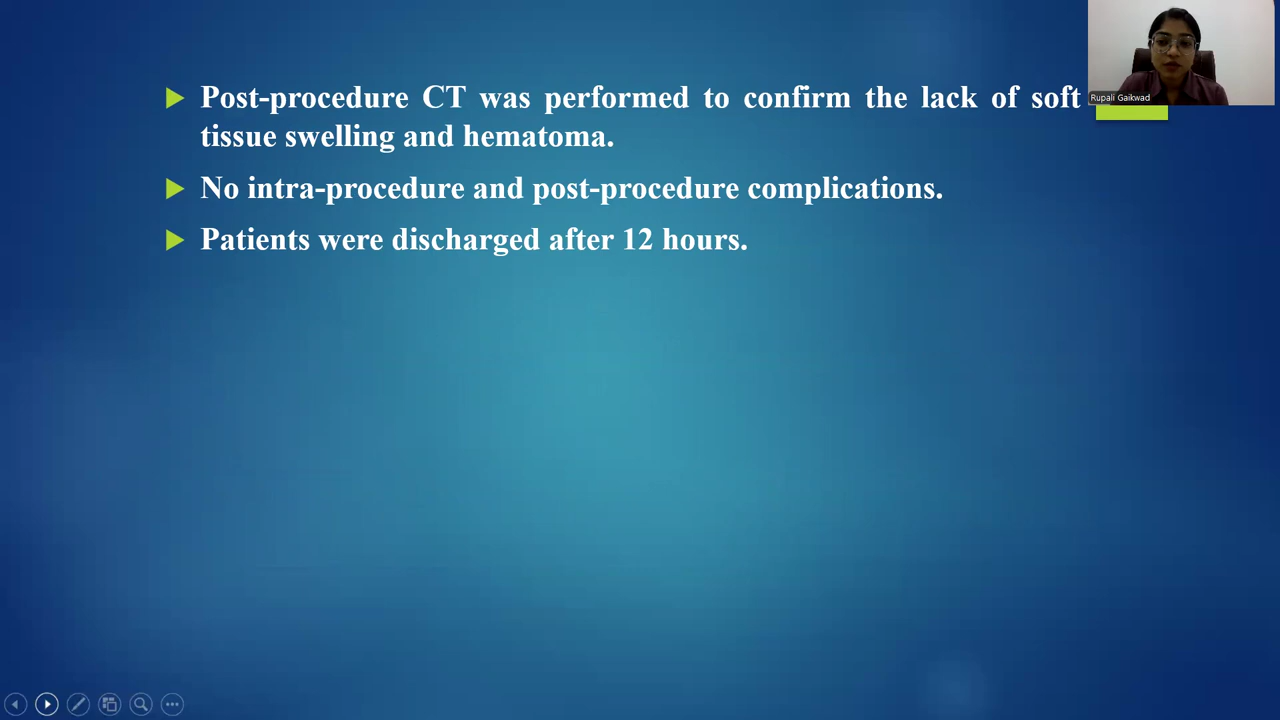 Post-procedure CT was performed to confirm the lack of soft
tissue swelling and hematoma.
No intra-procedure and post-procedure complications.
Patients were discharged after 12 hours.
Rupali Gaikwad